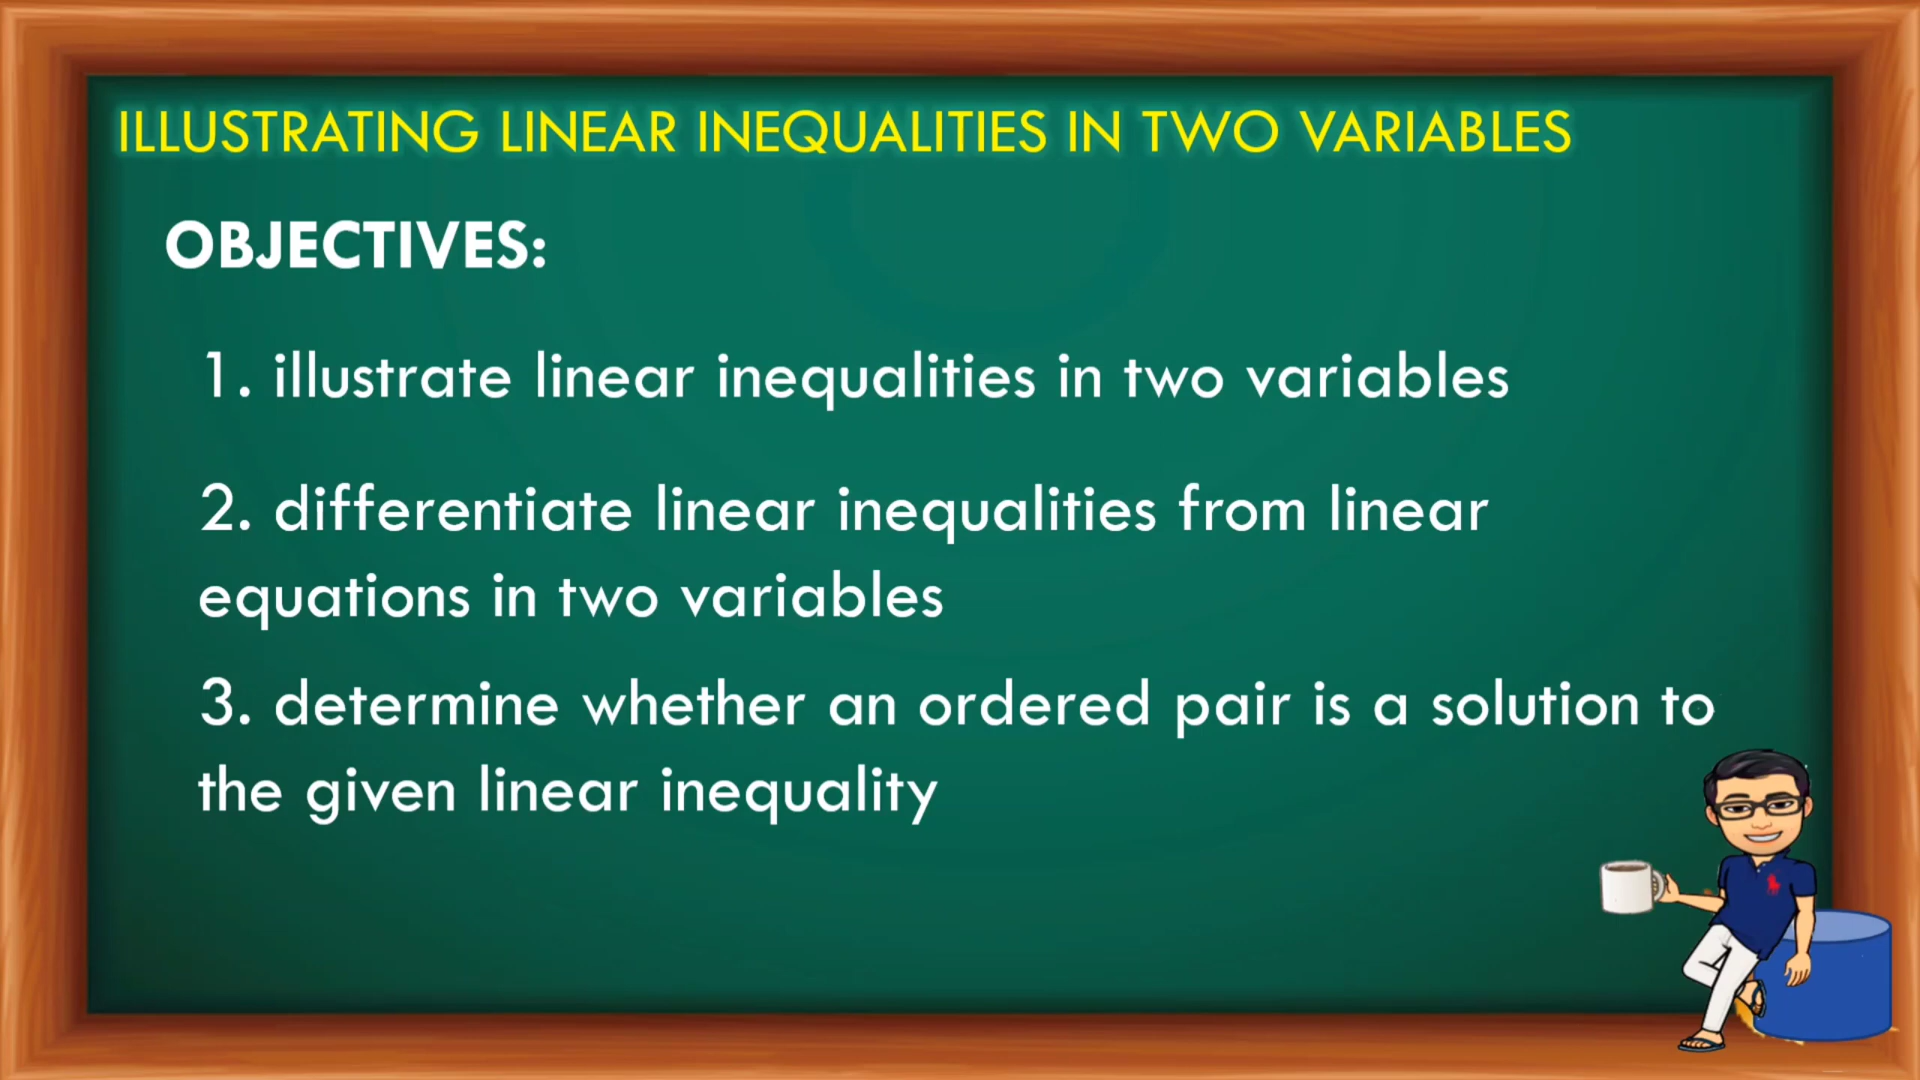 ILLUSTRATING LINEAR INEQUALITIES IN TWO VARIABLES
OBJECTIVES:
1. illustrate linear inequalities in two variables
2. differentiate linear inequalities from linear
equations in two variables
3. determine whether an ordered pair is a solution to
the given linear inequality